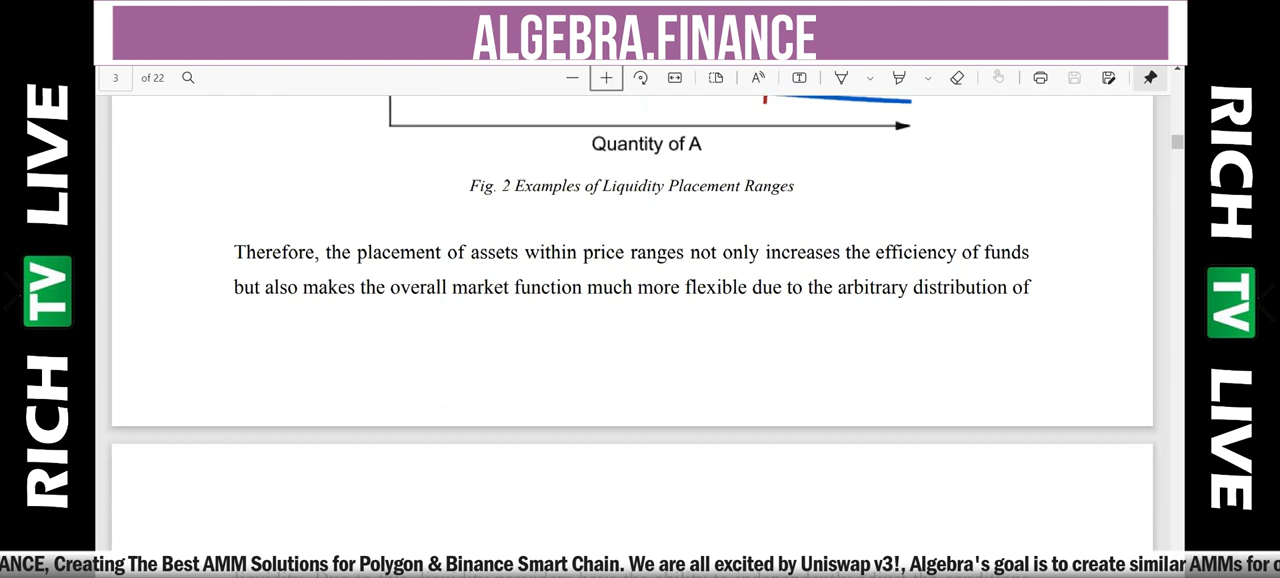 ALGEBRA.FINANCE
3 of 22
Quantity of A
Fig. 2 Examples of Liquidity Placement Ranges
Therefore, the placement of assets within price ranges not only increases the efficiency of funds
but also makes the overall market function much more flexible due to the arbitrary distribution of
RICH TV LIVE
RICH TV LIVE
ANCE, Creating The Best AMM Solutions for Polygon & Binance Smart Chain. We are all excited by Uniswap v3!, Algebra's goal is to create similar AMMs for